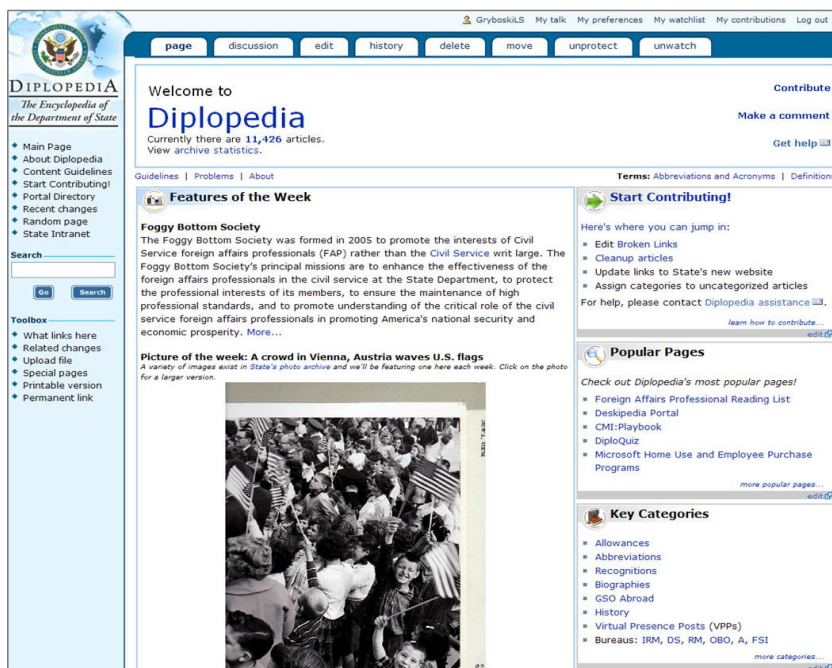 GryboskiLS My talk My preferences My watchlist My contributions Log out
page discussion edit history delete move unprotect unwatch
DIPLOPEDIA
The Encyclopedia of
the Department of State
Main Page
About Diplopedia
Content Guidelines
Start Contributing!
Portal Directory
Recent changes
Random page
State Intranet
Search
Go Search
Toolbox
What links here
Related changes
Upload file
Special pages
Printable version
Permanent link
Welcome to
Diplopedia
Currently there are 11,426 articles.
View archive statistics.
Contribute
Make a comment
Get help
Guidelines | Problems | About
Terms: Abbreviations and Acronyms | Definitions
Features of the Week
Foggy Bottom Society
The Foggy Bottom Society was formed in 2005 to promote the interests of Civil
Service foreign affairs professionals (FAP) rather than the Civil Service writ large. The
Foggy Bottom Society's principal missions are to enhance the effectiveness of the
foreign affairs professionals in the civil service at the State Department, to protect
the professional interests of its members, to ensure the maintenance of high
professional standards, and to promote understanding of the critical role of the civil
service foreign affairs professionals in promoting America's national security and
economic prosperity. More...
Picture of the week: A crowd in Vienna, Austria waves U.S. flags
A variety of images exist in State's photo archive and we'll be featuring one here each week. Click on the photo
for a larger version.
Start Contributing!
Here's where you can jump in:
Edit Broken Links
Cleanup articles
Update links to State's new website
Assign categories to uncategorized articles
For help, please contact Diplopedia assistance .
learn how to contribute...
edit
Popular Pages
Check out Diplopedia's most popular pages!
Foreign Affairs Professional Reading List
Deskipedia Portal
CMI:Playbook
DiploQuiz
Microsoft Home Use and Employee Purchase
Programs
more popular pages...
edit
Key Categories
Allowances
Abbreviations
Recognitions
Biographies
GSO Abroad
History
Virtual Presence Posts (VPPs)
Bureaus: IRM, DS, RM, OBO, A, FSI
more categories...
edit